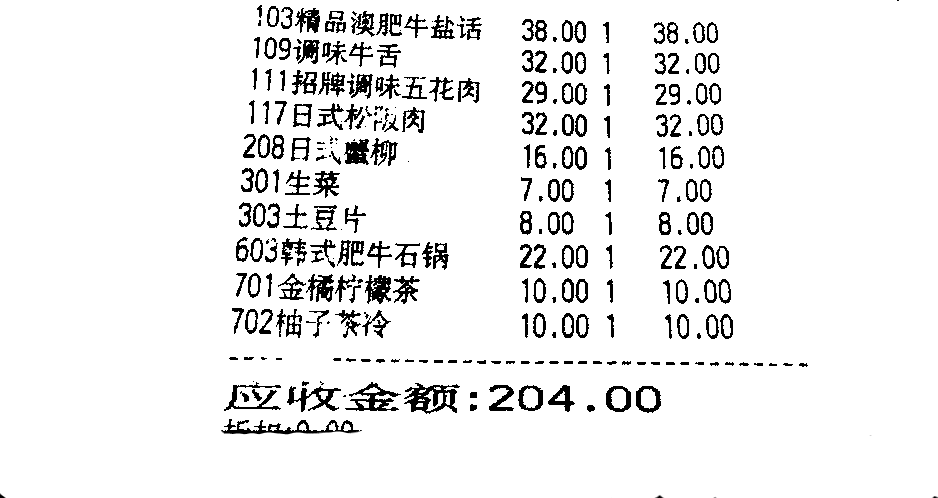 103精品澳肥牛盐话 38.00 1 38.00
109调味牛舌 32.00 1 32.00
111招牌调味五花肉 29.00 1 29.00
117日式松阪肉 32.00 1 32.00
208日式蟹柳 16.00 1 16.00
301生菜 7.00 1 7.00
303土豆片 8.00 1 8.00
603韩式肥牛石锅 22.00 1 22.00
701金橘柠檬茶 10.00 1 10.00
702柚子茶冷 10.00 1 10.00
应收金额:204.00
折扣:0.00